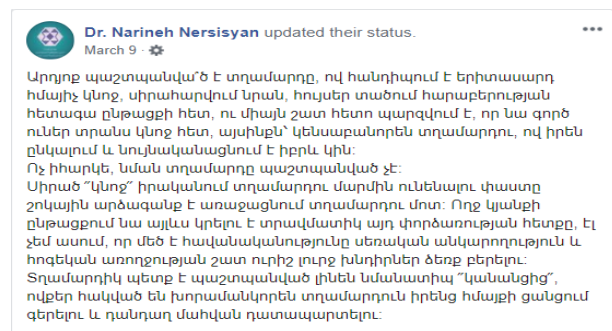 Dr. Narineh Nersisyan updated their status.
March 9
Արդյոք պաշտպանվա՞ծ է տղամարդը, ով հանդիպում է երիտասարդ
հմայիչ կնոջ, սիրահարվում նրան, հույսեր տածում հարաբերության
հետագա ընթացքի հետ, ու միայն շատ հետո պարզվում է, որ նա գործ
ուներ տրանս կնոջ հետ, այսինքն՝ կենսաբանորեն տղամարդու, ով իրեն
ընկալում և նույնականացնում է իբրև կին:
Ոչ իհարկե, նման տղամարդը պաշտպանված չէ:
Սիրած "կնոջ" իրականում տղամարդու մարմին ունենալու փաստը
շոկային արձագանք է առաջացնում տղամարդու մոտ: Ողջ կյանքի
ընթացքում նա այլևս կրելու է տրավմատիկ այդ փորձառության հետքը, էլ
չեմ ասում, որ մեծ է հավանականությունը սեռական անկարողություն և
հոգեկան առողջության շատ ուրիշ լուրջ խնդիրներ ձեռք բերելու:
Տղամարդիկ պետք է պաշտպանված լինեն նմանատիպ "կանանցից",
ովքեր հակված են խորամանկորեն տղամարդուն իրենց հմայքի ցանցում
գերելու և դանդաղ մահվան դատապարտելու: